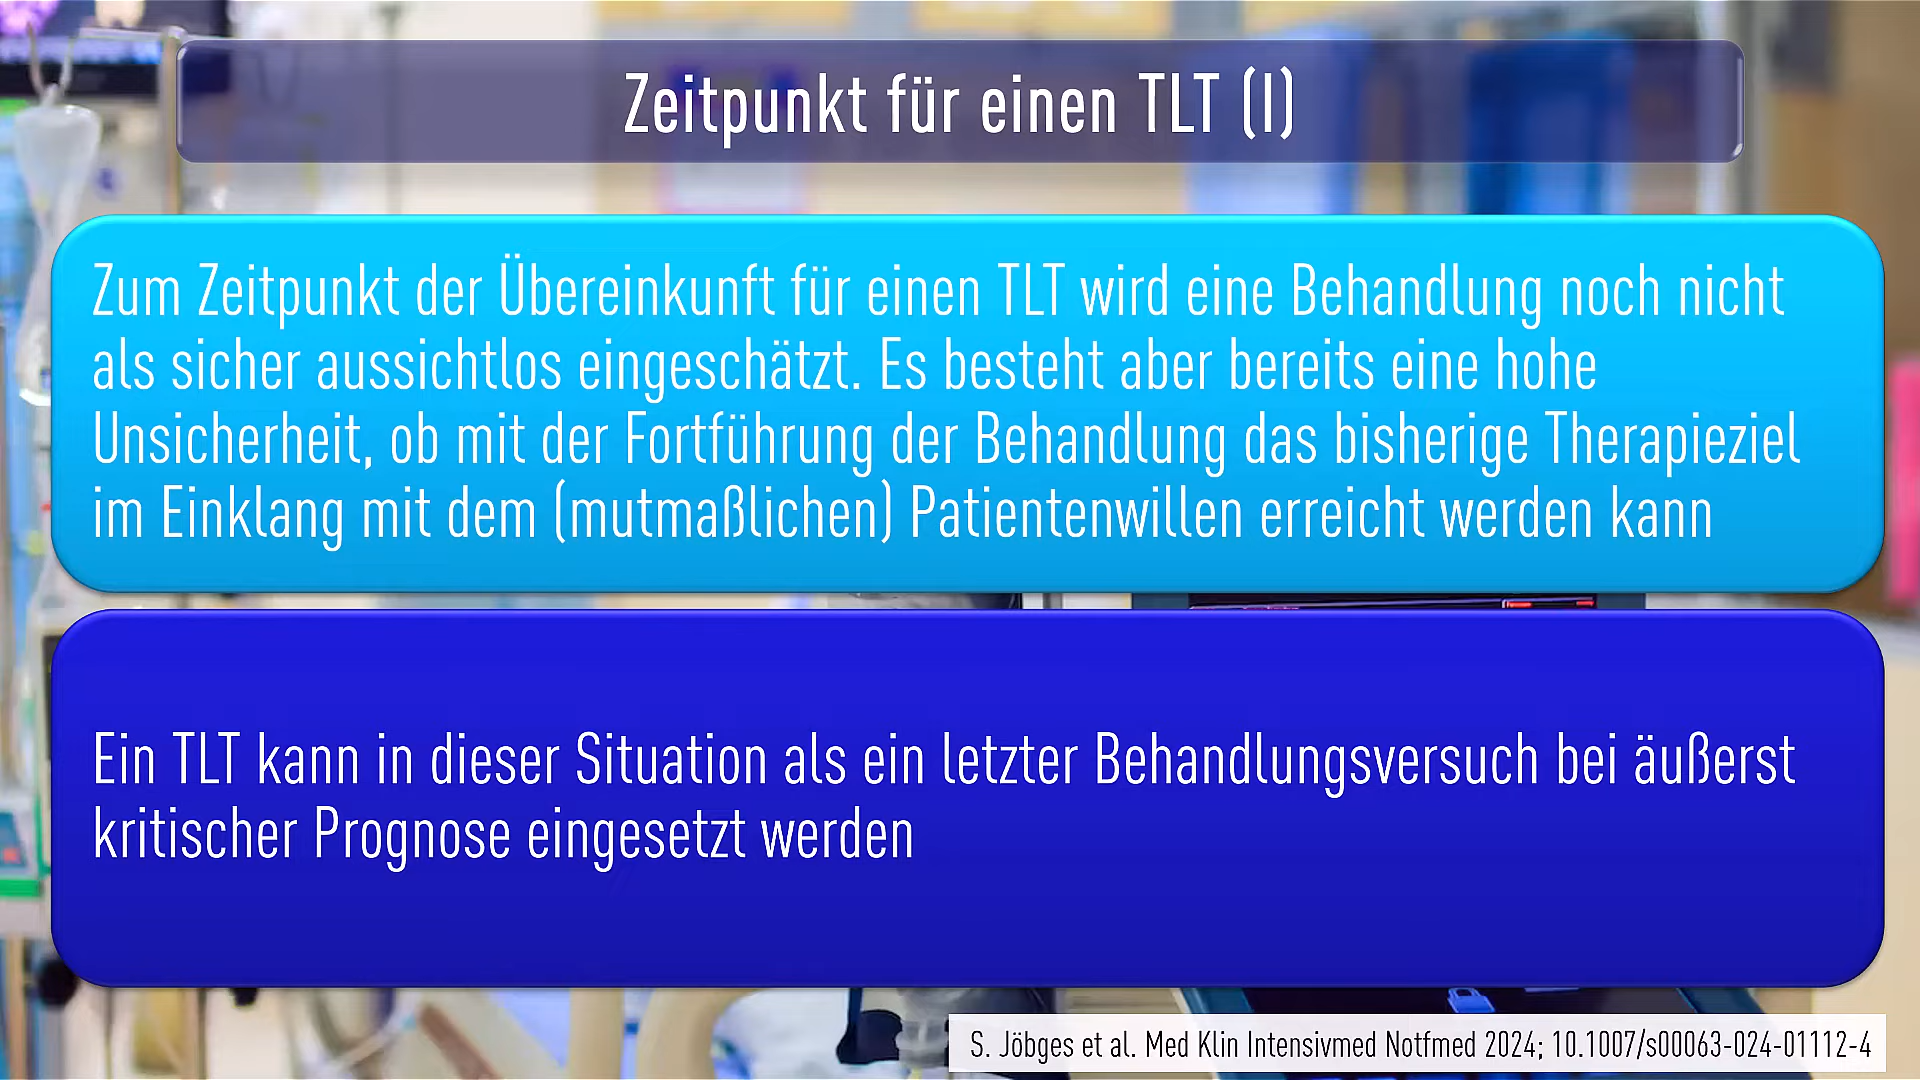 Zeitpunkt für einen TLT (I)
Zum Zeitpunkt der Übereinkunft für einen TLT wird eine Behandlung noch nicht
als sicher aussichtlos eingeschätzt. Es besteht aber bereits eine hohe
Unsicherheit, ob mit der Fortführung der Behandlung das bisherige Therapieziel
im Einklang mit dem (mutmaßlichen) Patientenwillen erreicht werden kann
Ein TLT kann in dieser Situation als ein letzter Behandlungsversuch bei äußerst
kritischer Prognose eingesetzt werden
S. Jöbges et al. Med Klin Intensivmed Notfmed 2024; 10.1007/s00063-024-01112-4